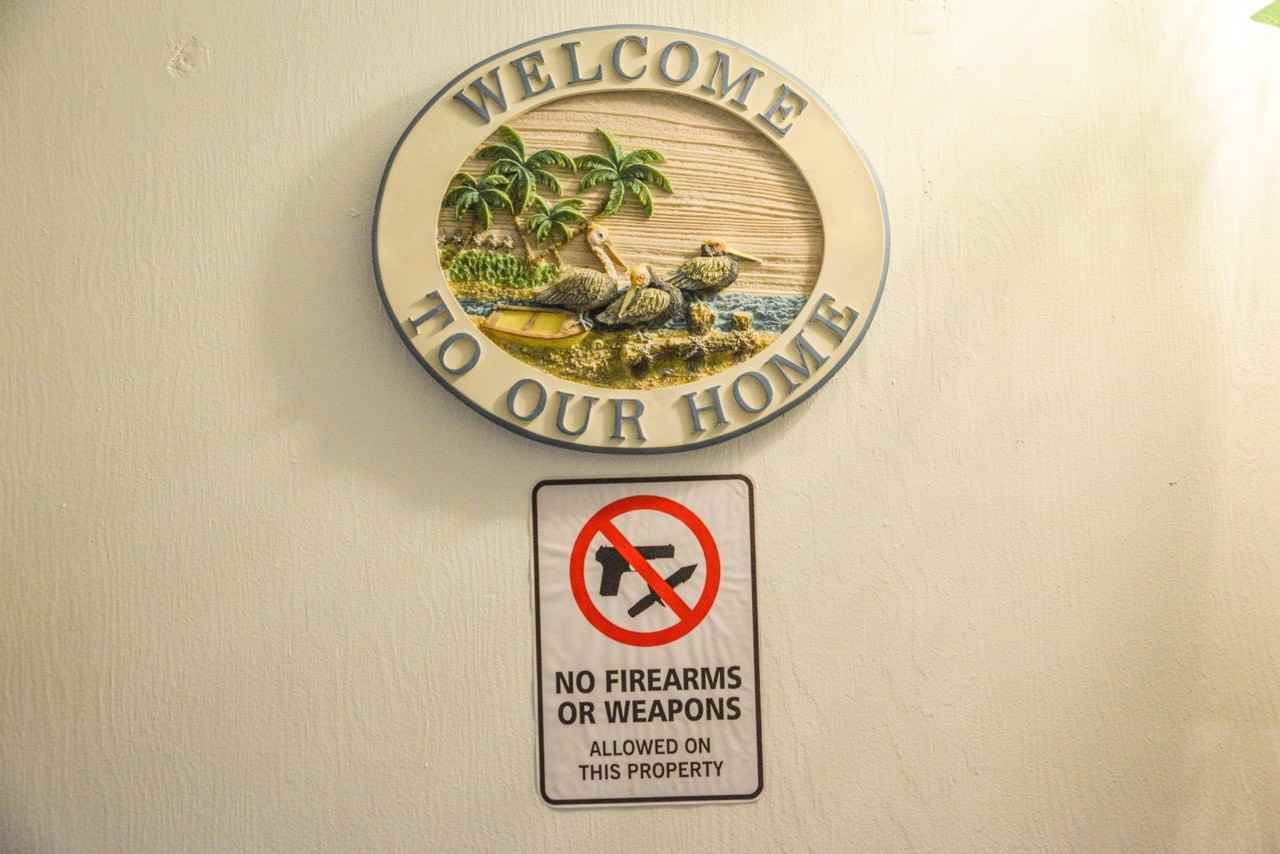 WELCOME
TO OUR HOME
NO FIREARMS
OR WEAPONS
ALLOWED ON
THIS PROPERTY